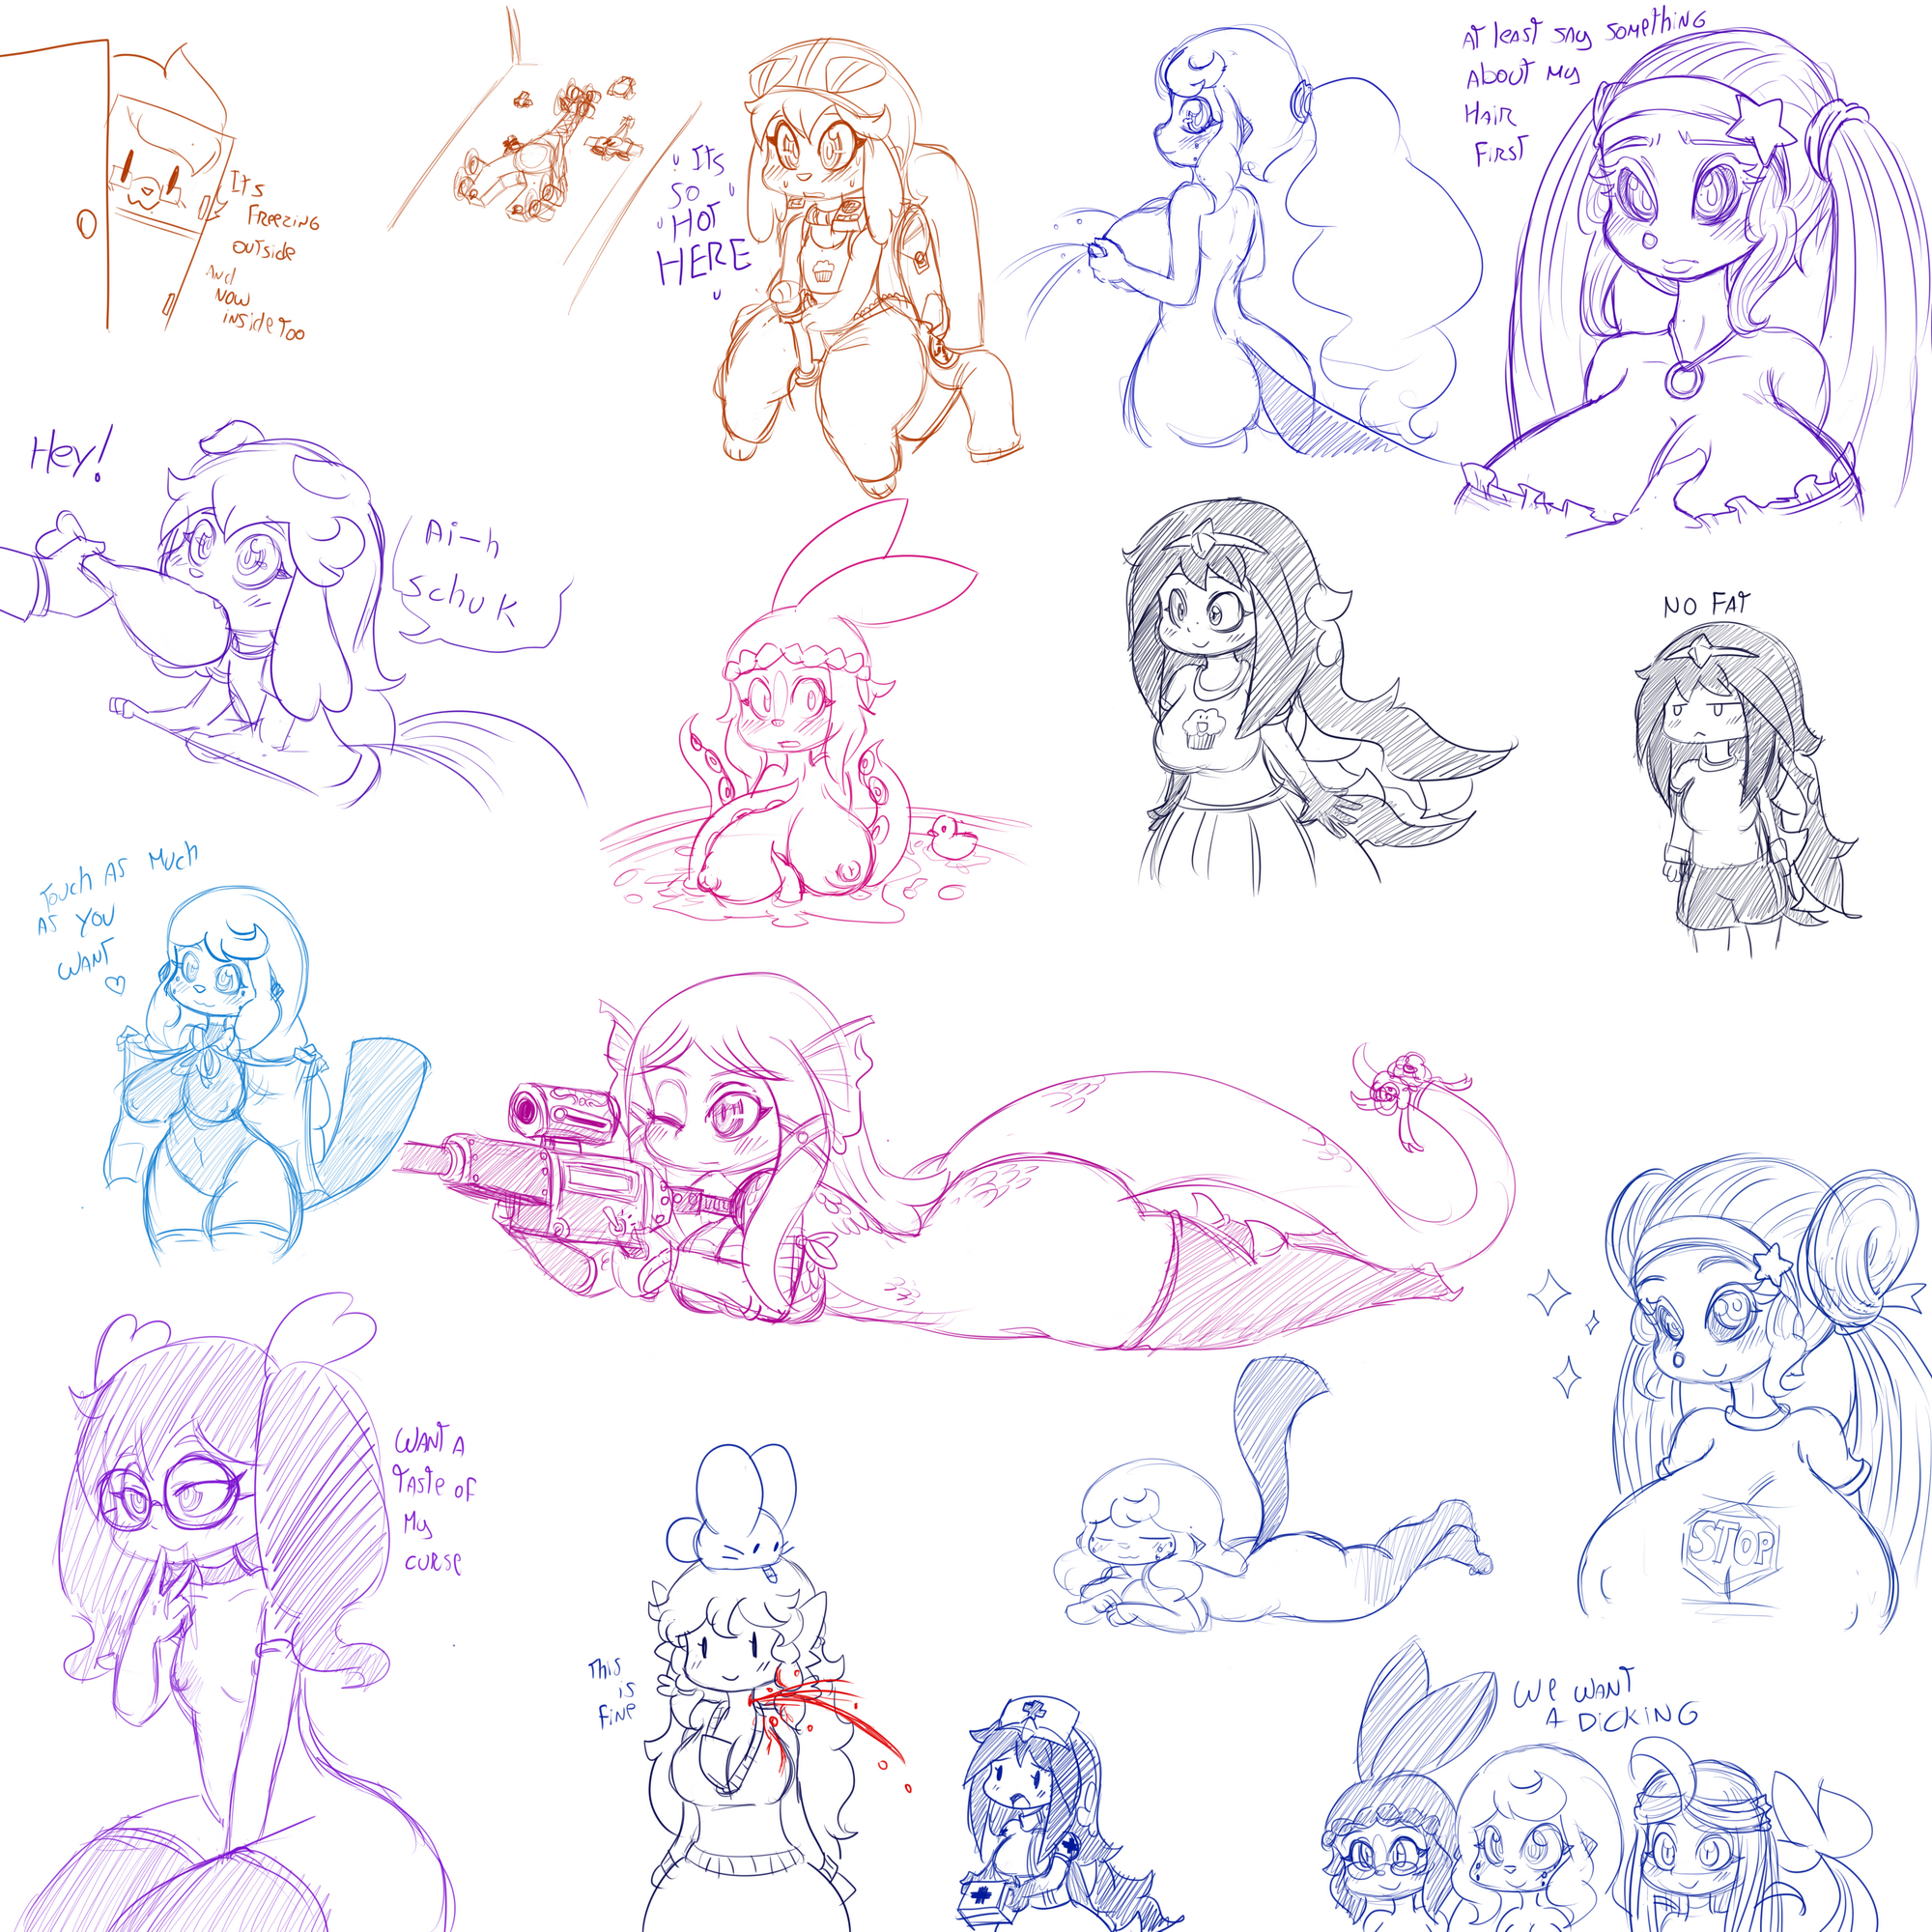 It's
FREEZING
outside
And
NOW
inside Too
Its
SO
HOT
HERE
At least say something
About My
Hair
First
Hey!
Ai-h
schuk
NO FAT
Touch As Much
As you
want
Want a
taste of
My
curse
STOP
This
is
fine
We want
a Dicking